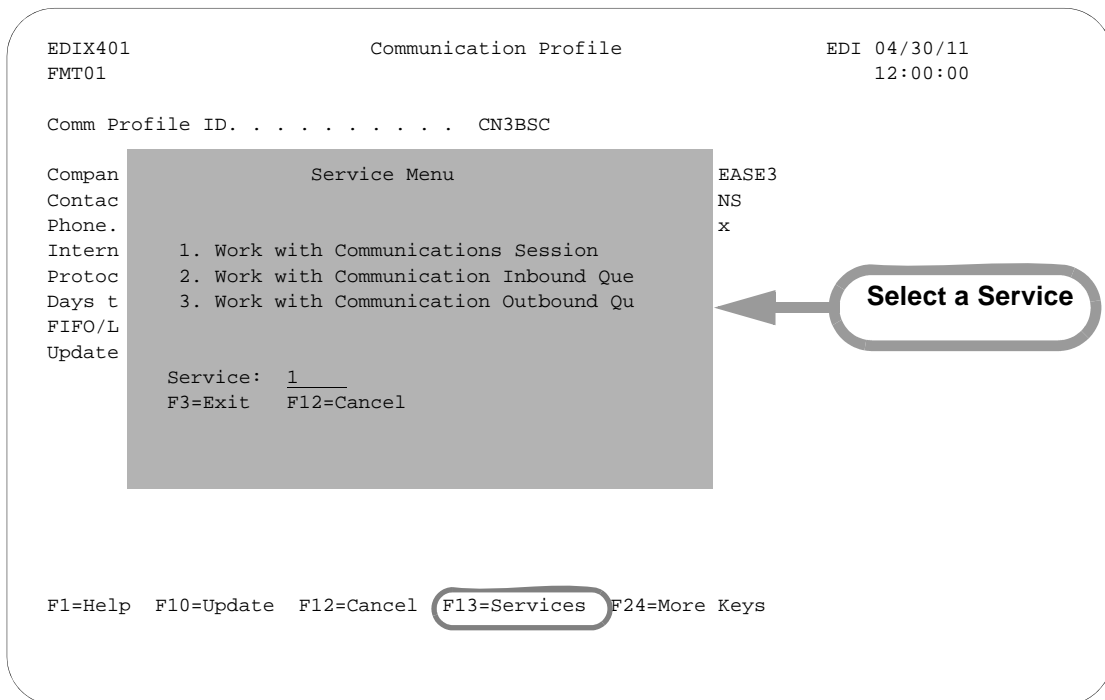 EDIX401 Communication Profile EDI 04/30/11
FMT01 12:00:00
Comm Profile ID. . . . . . . . . . CN3BSC
Compan Service Menu EASE3
Contac NS
Phone. x
Intern 1. Work with Communications Session
Protoc 2. Work with Communication Inbound Que
Days t 3. Work with Communication Outbound Qu
Select a Service
FIFO/L
Update
Service: 1
F3=Exit F12=Cancel
F1=Help F10=Update F12=Cancel F13=Services F24=More Keys